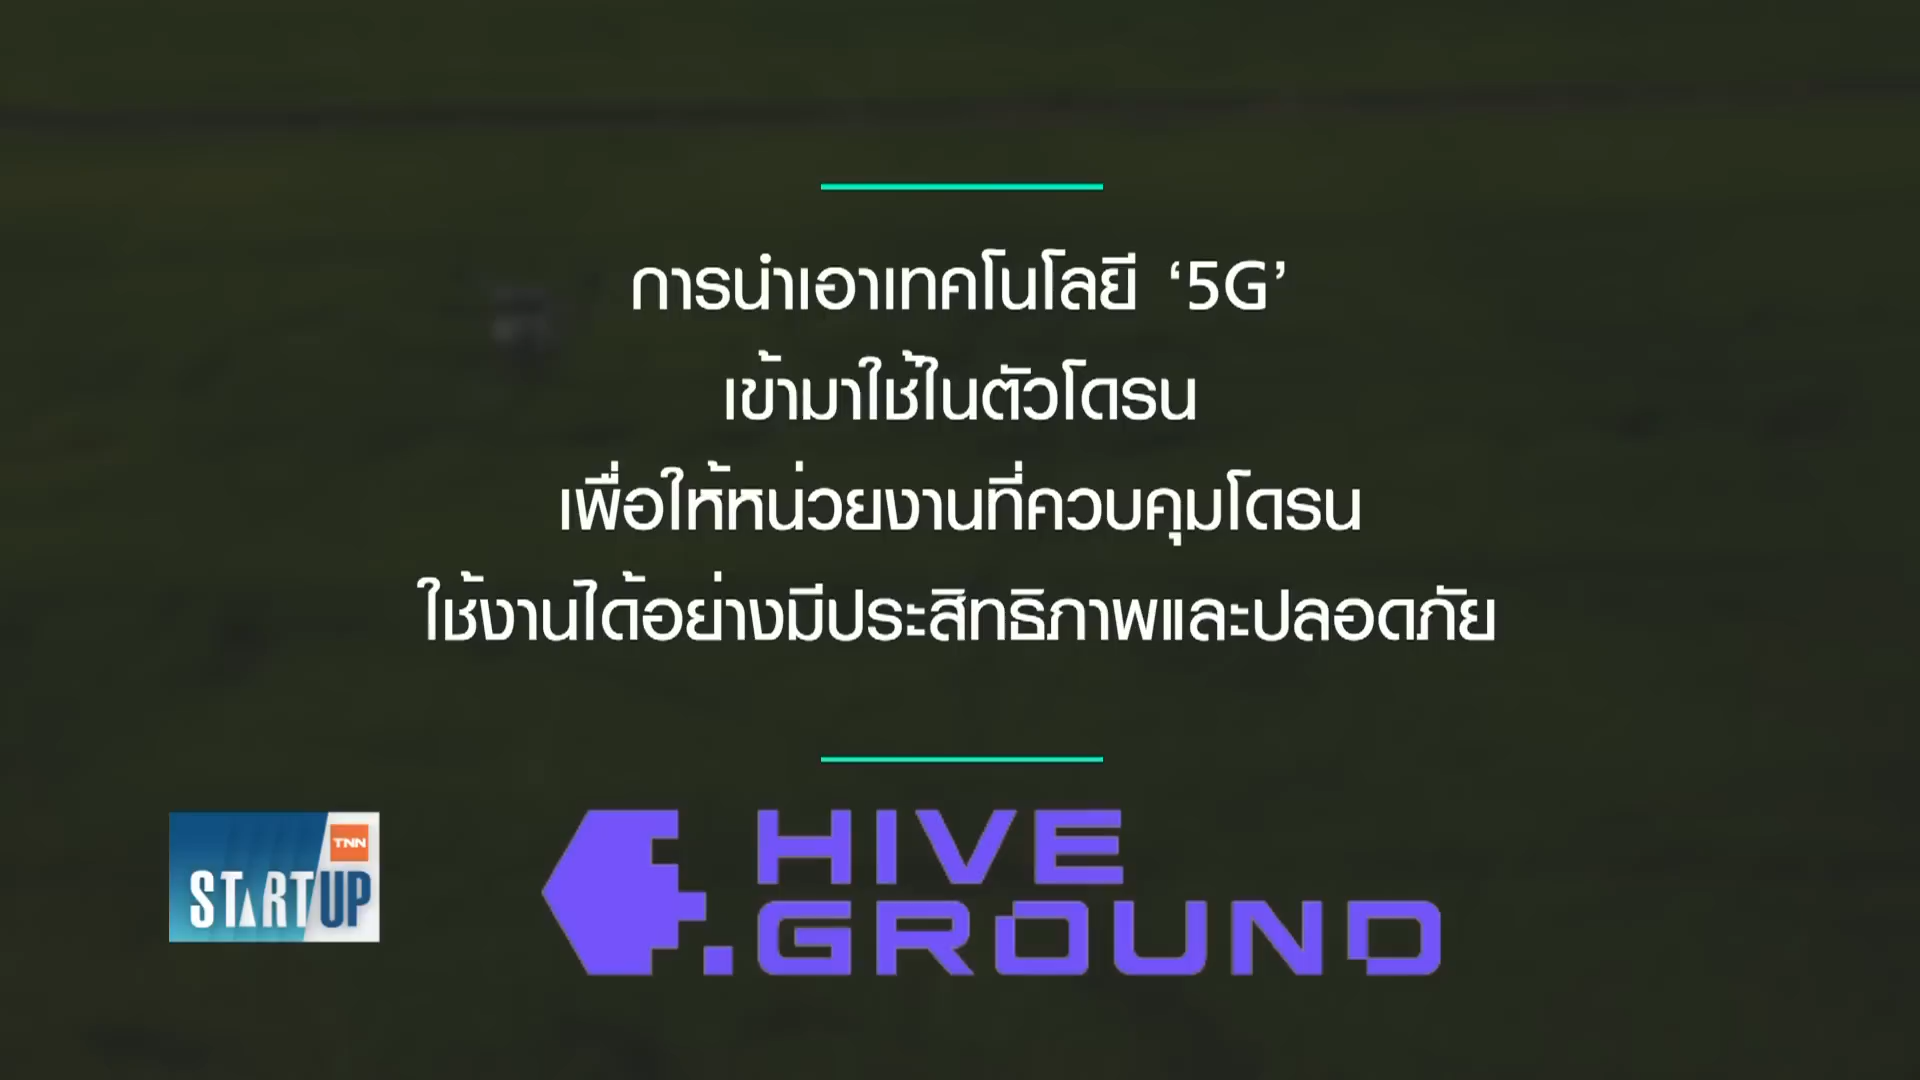 การนำเอาเทคโนโลยี ‘5G’
เข้ามาใช้ในตัวโดรน
เพื่อให้หน่วยงานที่ควบคุมโดรน
ใช้งานได้อย่างมีประสิทธิภาพและปลอดภัย
TNN
STARTUP
HIVE
GROUND